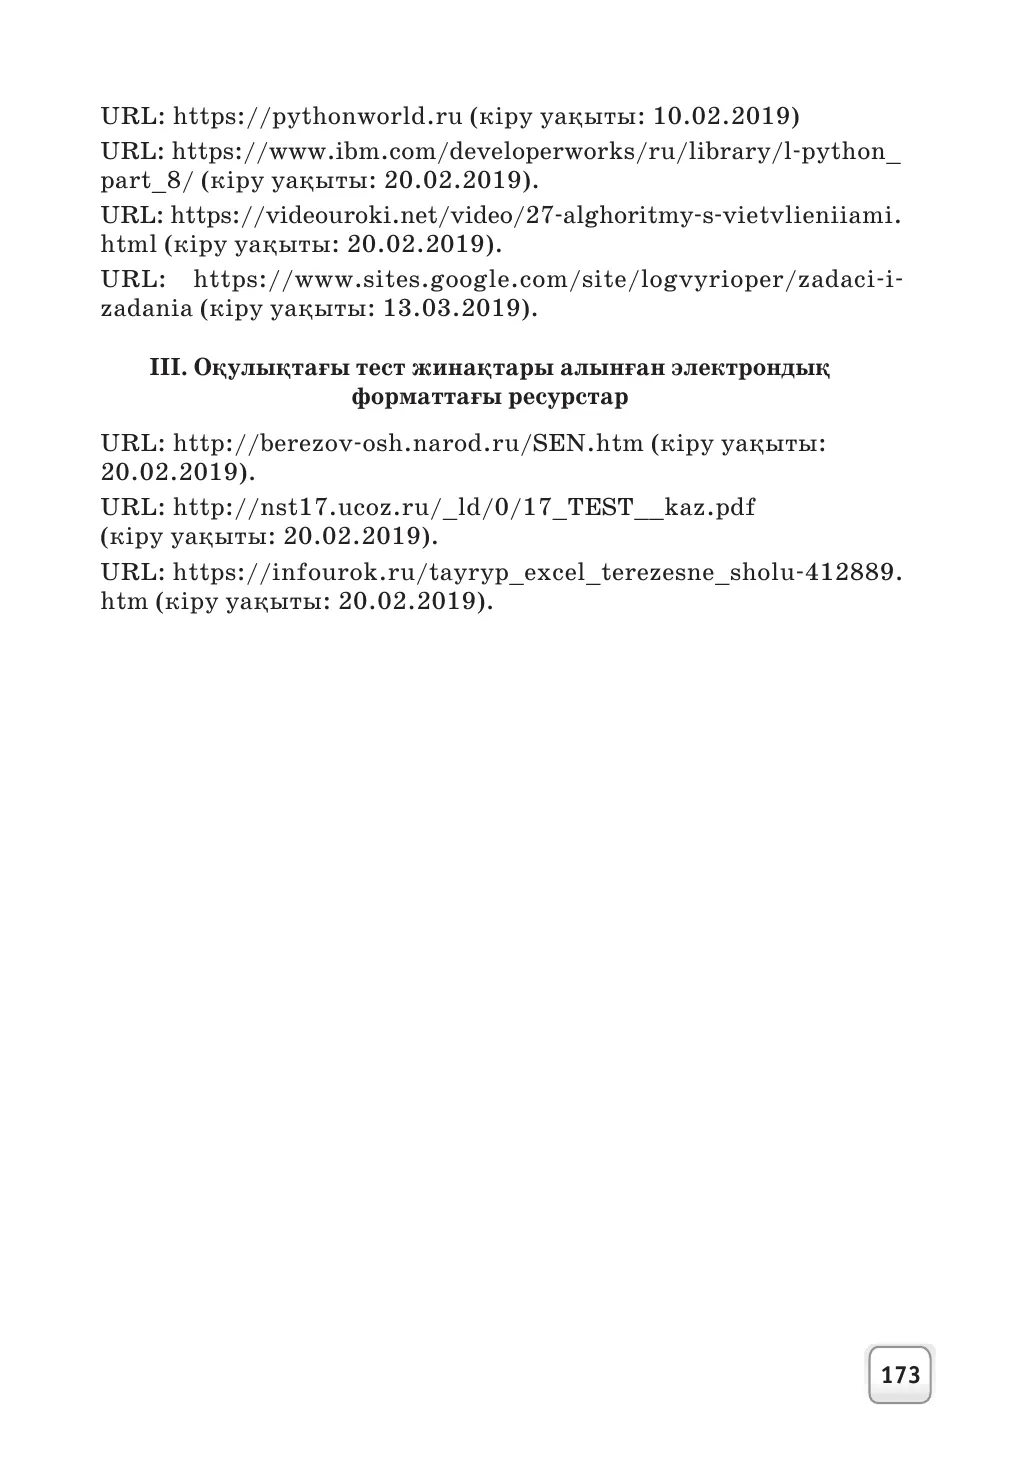 URL: https://pythonworld.ru (кіру уақыты: 10.02.2019)
URL: https://www.ibm.com/developerworks/ru/library/l-python_
part_8/ (кіру уақыты: 20.02.2019).
URL: https://videouroki.net/video/27-alghoritmy-s-vietvlieniiami.
html (кіру уақыты: 20.02.2019).
URL: https://www.sites.google.com/site/logvyrioper/zadaci-i-
zadania (кіру уақыты: 13.03.2019).
III. Оқулықтағы тест жинақтары алынған электрондық
форматтағы ресурстар
URL: http://berezov-osh.narod.ru/SEN.htm (кіру уақыты:
20.02.2019).
URL: http://nst17.ucoz.ru/_ld/0/17_TEST__kaz.pdf
(кіру уақыты: 20.02.2019).
URL: https://infourok.ru/tayryp_excel_terezesne_sholu-412889.
htm (кіру уақыты: 20.02.2019).
173